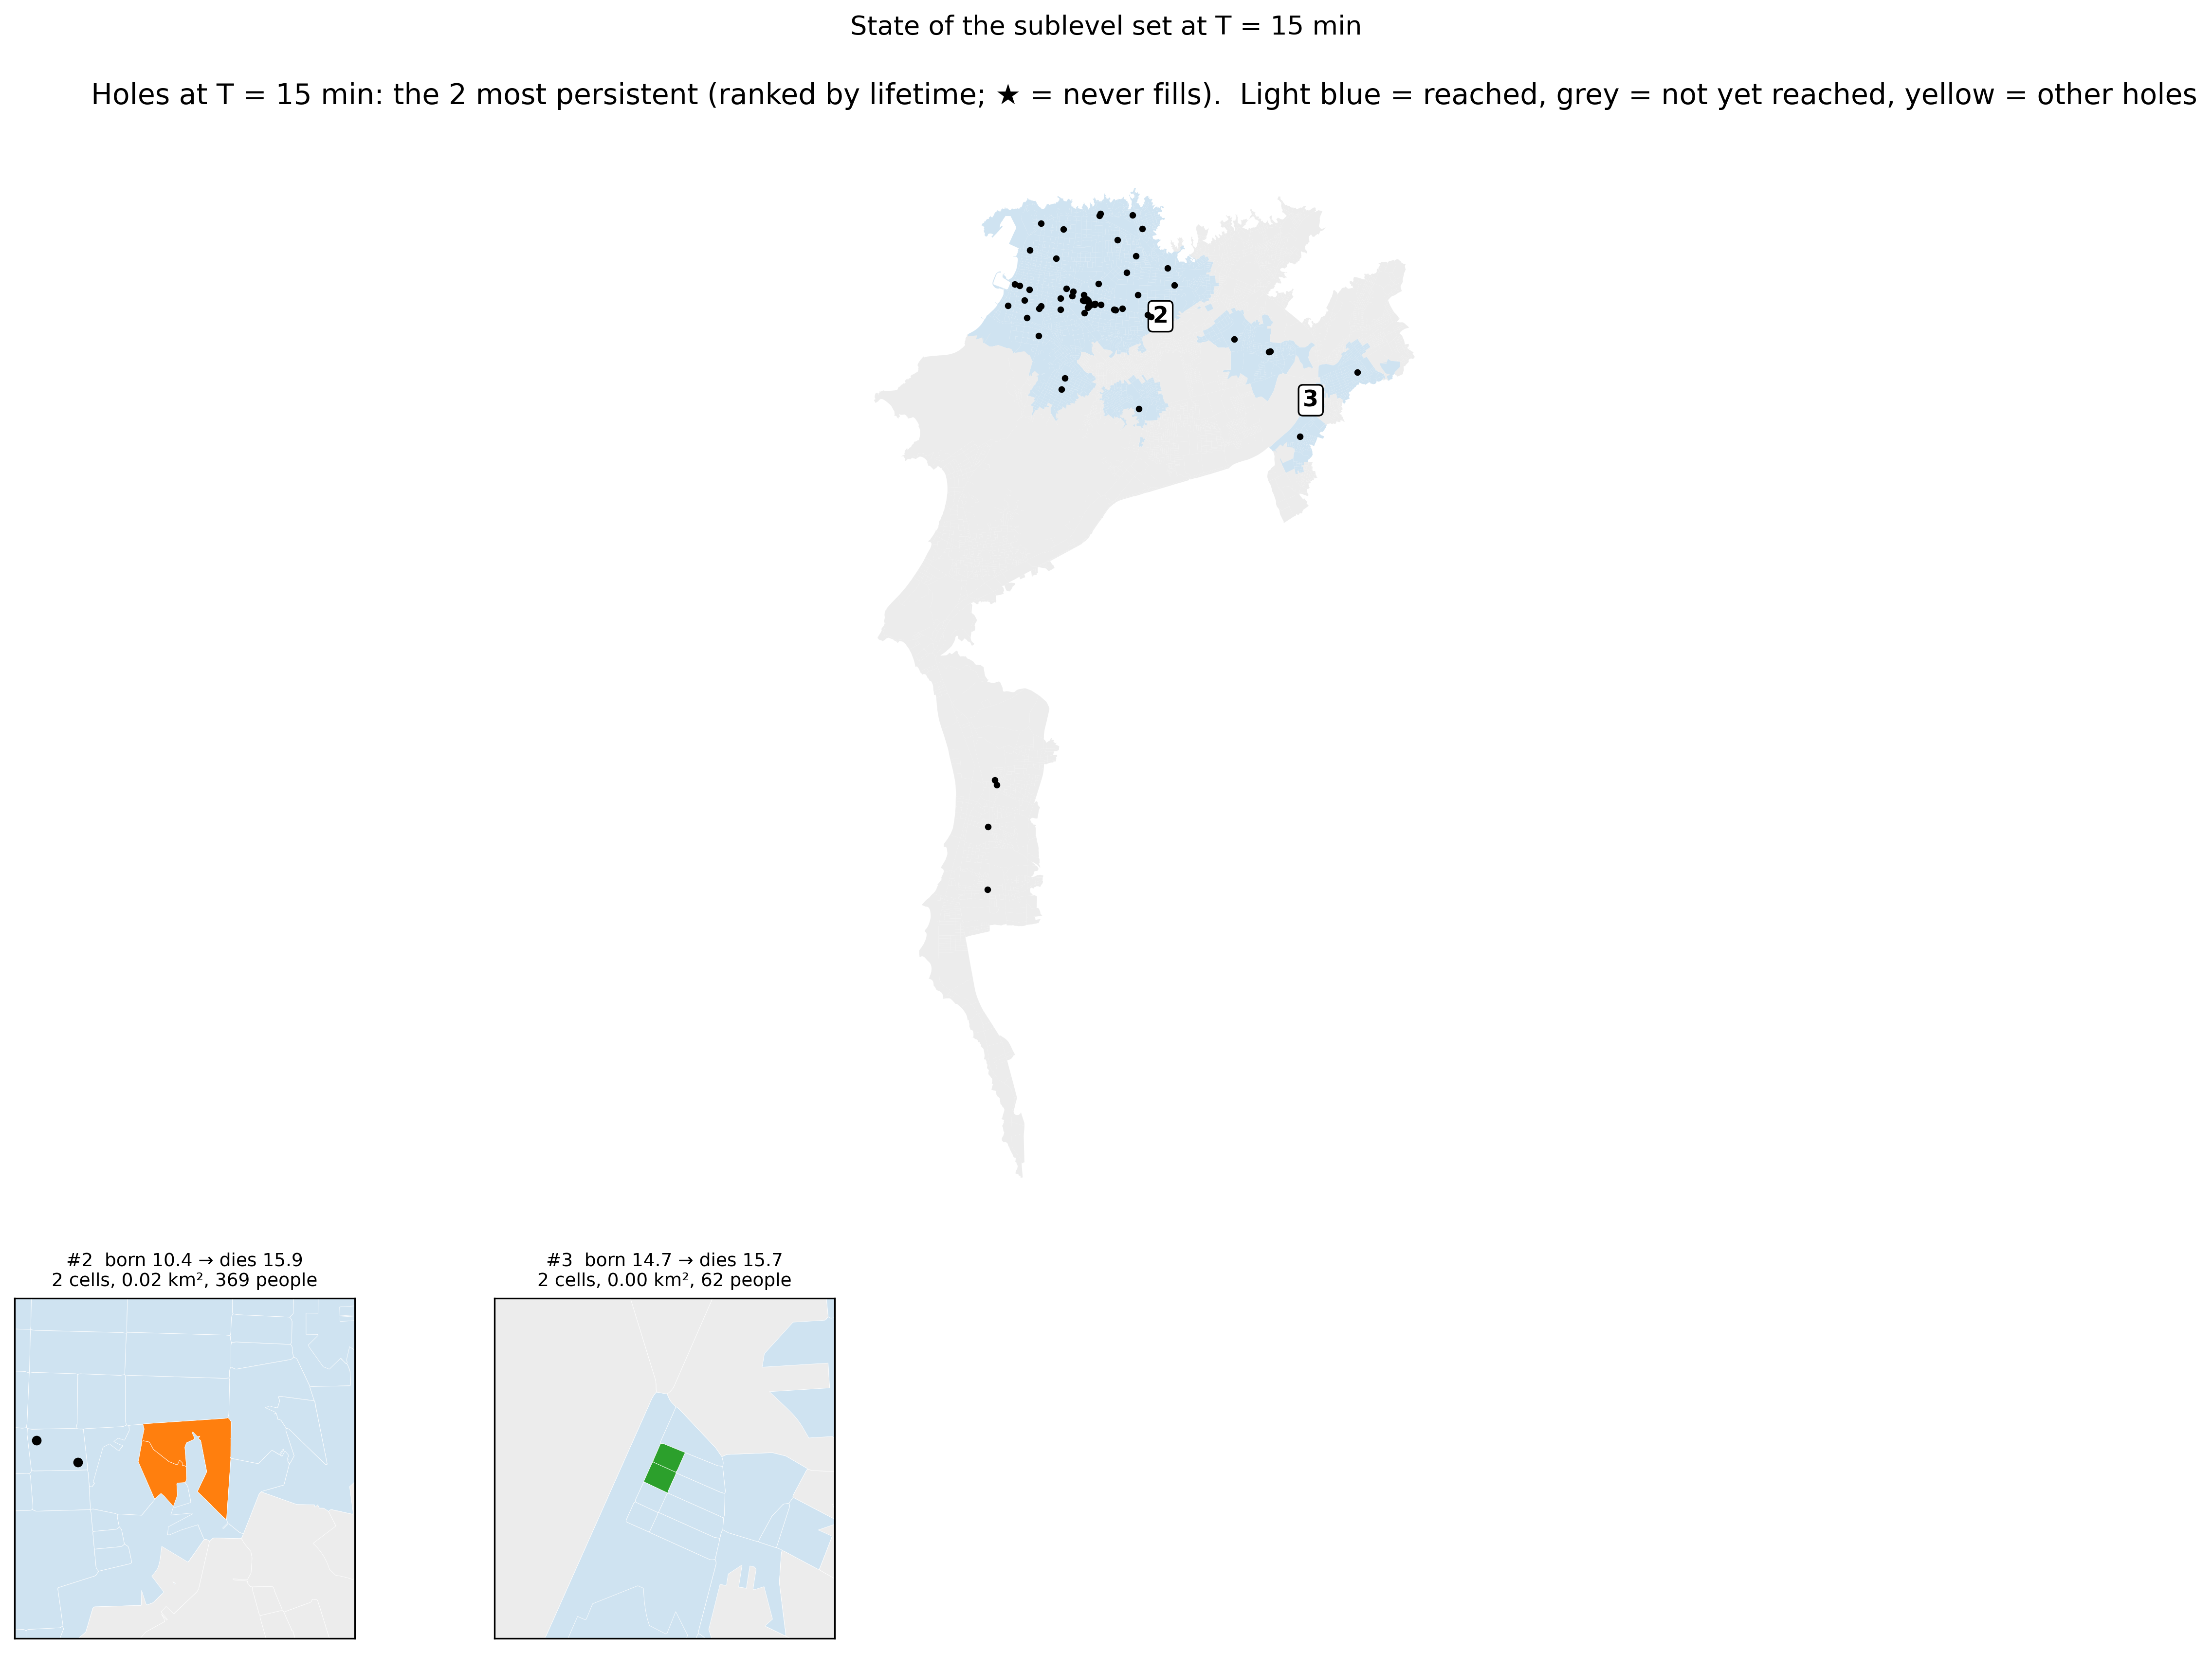 State of the sublevel set at T = 15 min
Holes at T = 15 min: the 2 most persistent (ranked by lifetime; ★ = never fills).  Light blue = reached, grey = not yet reached, yellow = other holes
2
3
#2  born 10.4 → dies 15.9
2 cells, 0.02 km², 369 people
#3  born 14.7 → dies 15.7
2 cells, 0.00 km², 62 people